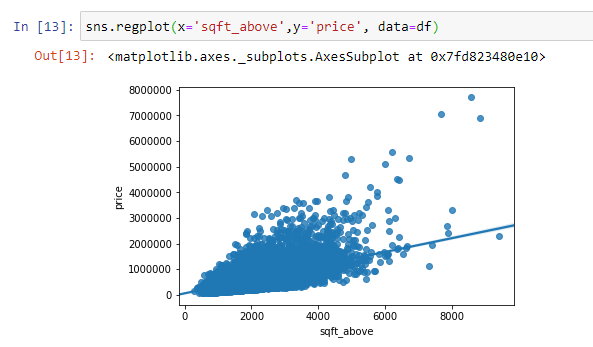 In [13]: sns.regplot(x='sqft_above',y='price', data=df)
Out[13]: <matplotlib.axes._subplots.AxesSubplot at 0x7fd823480e10>
8000000
7000000
6000000
5000000
price
4000000
3000000
2000000
1000000
0
0 2000 4000 6000 8000
sqft_above